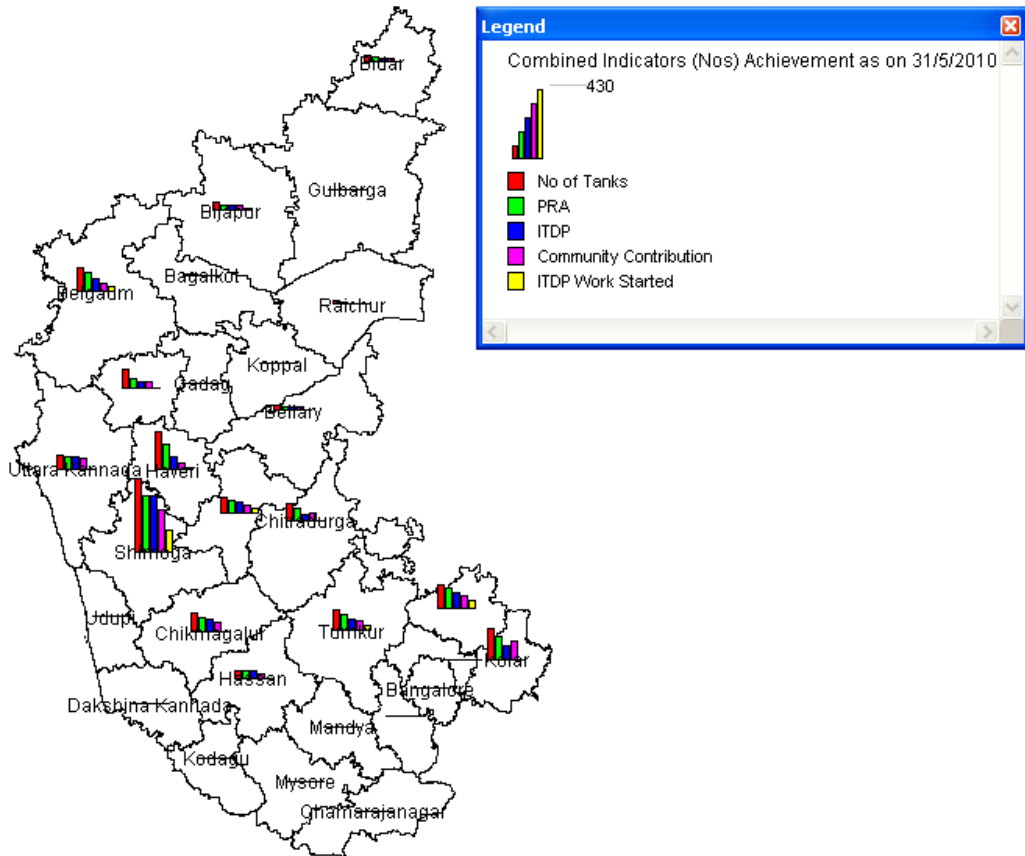 Legend
Combined Indicators (Nos) Achievement as on 31/5/2010
430
No of Tanks
PRA
ITDP
Community Contribution
ITDP Work Started
Bidar
Gulbarga
Bijapur
Bagalkot
Belgaum
Raichur
Koppal
Gadag
Bellary
Uttara Kannada
Haveri
Chitradurga
Shimoga
Udupi
Chikmagalur
Tumkur
Kolar
Hassan
Bangalore
Dakshina Kannada
Mandya
Kodagu
Mysore
Chamarajanagar